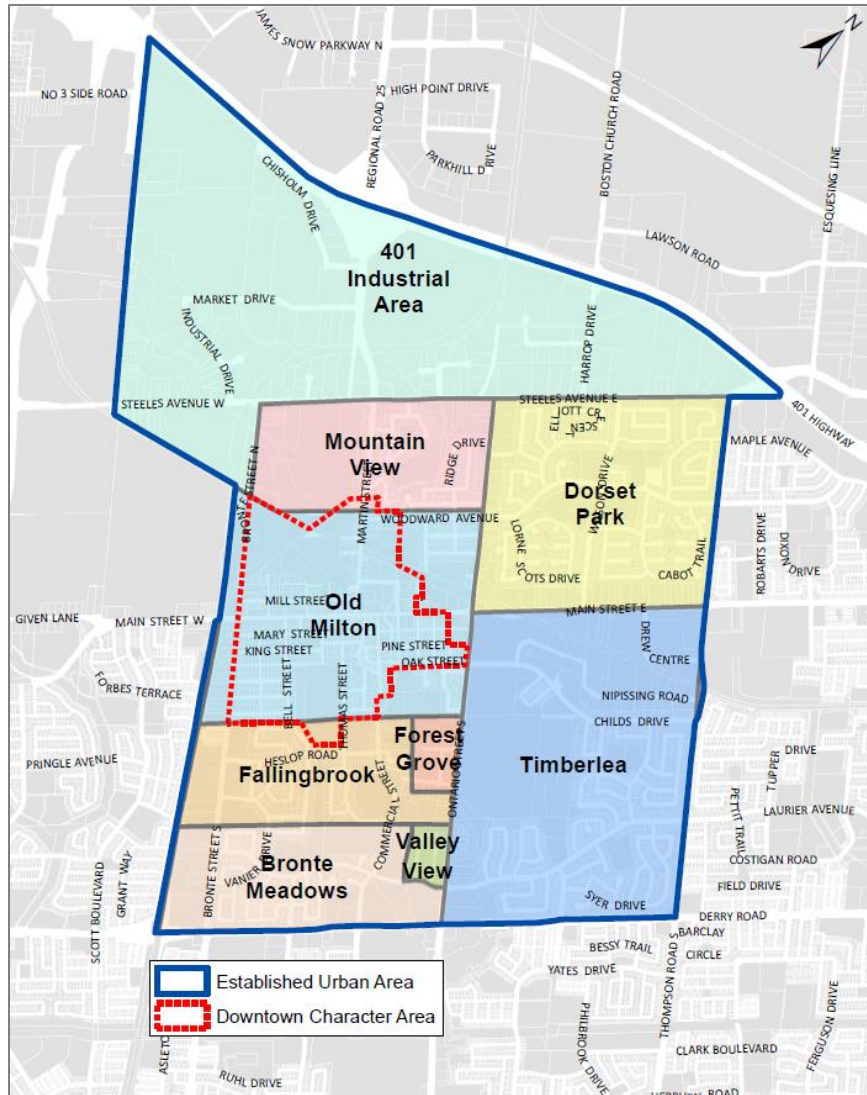 JAMES SNOW PARKWAY N
N
NO 3 SIDE ROAD
REGIONAL ROAD 25
HIGH POINT DRIVE
BOSTON CHURCH ROAD
PARKHILL DRIVE
ESQUESING LINE
CHISHOLM DRIVE
LAWSON ROAD
401
Industrial
Area
MARKET DRIVE
INDUSTRIAL DRIVE
HARROP DRIVE
STEELES AVENUE W
STEELES AVENUE E
401 HIGHWAY
ELLIOTT CRESCENT
MAPLE AVENUE
Mountain
View
RIDGE DRIVE
MARTIN STREET
BRONTE STREET N
WILSON DRIVE
Dorset
Park
WOODWARD AVENUE
LORNE SCOTS DRIVE
CABOT TRAIL
ROBARTS DRIVE
DIXON DRIVE
Old
Milton
MILL STREET
GIVEN LANE
MAIN STREET W
MAIN STREET E
MARY STREET
KING STREET
PINE STREET
OAK STREET
DREW CENTRE
FORBES TERRACE
BELL STREET
THOMAS STREET
NIPISSING ROAD
CHILDS DRIVE
Forest
Grove
ONTARIO STREET S
HESLOP ROAD
Fallingbrook
COMMERCIAL STREET
Timberlea
PRINGLE AVENUE
TUPPER DRIVE
PETTIT TRAIL
LAURIER AVENUE
Valley
View
BRONTE STREET S
VANIER DRIVE
Bronte
Meadows
COSTIGAN ROAD
FIELD DRIVE
SCOTT BOULEVARD
GRANT WAY
SYER DRIVE
DERRY ROAD
BARCLAY CIRCLE
BESSY TRAIL
YATES DRIVE
THOMPSON ROAD S
Established Urban Area
Downtown Character Area
PHILBROOK DRIVE
CLARK BOULEVARD
FERGUSON DRIVE
RUHL DRIVE
ROAD